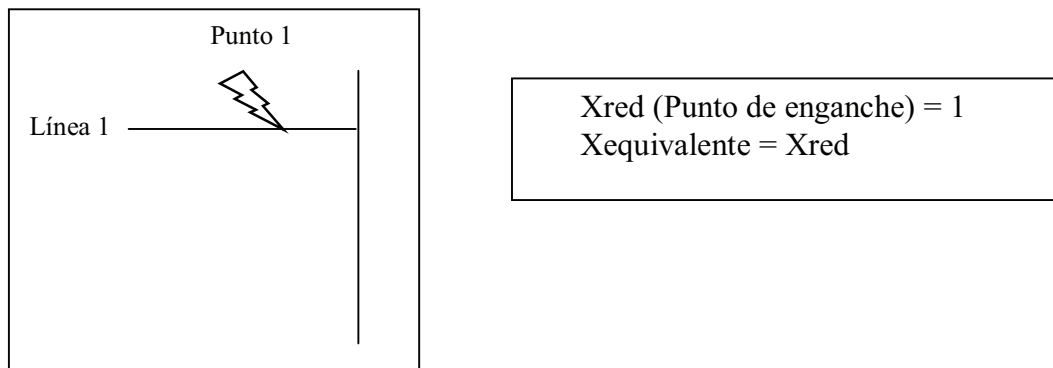 Punto 1
Línea 1
Xred (Punto de enganche) = 1
Xequivalente = Xred